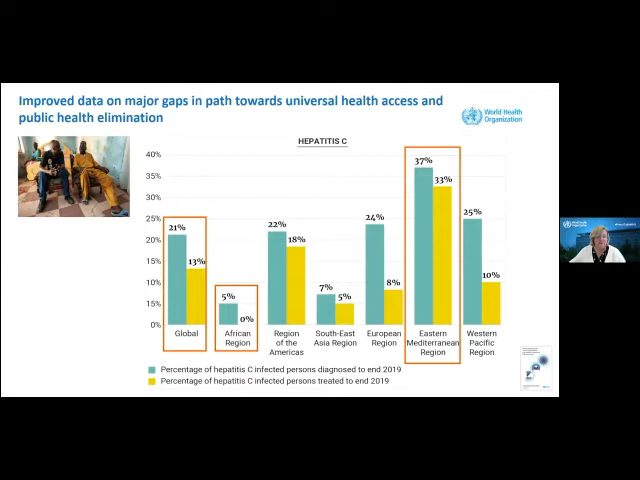 Improved data on major gaps in path towards universal health access and
public health elimination
World Health
Organization
HEPATITIS C
40%
35%
30%
25%
20%
15%
10%
15%
0%
21%
13%
5%
0%
22%
18%
7%
5%
24%
8%
37%
33%
25%
10%
Global
African
Region
Region
of the
Americas
South-East
Asia Region
European
Region
Eastern
Mediterranean
Region
Western
Pacific
Region
Percentage of hepatitis C infected persons diagnosed to end 2019
Percentage of hepatitis C infected persons treated to end 2019